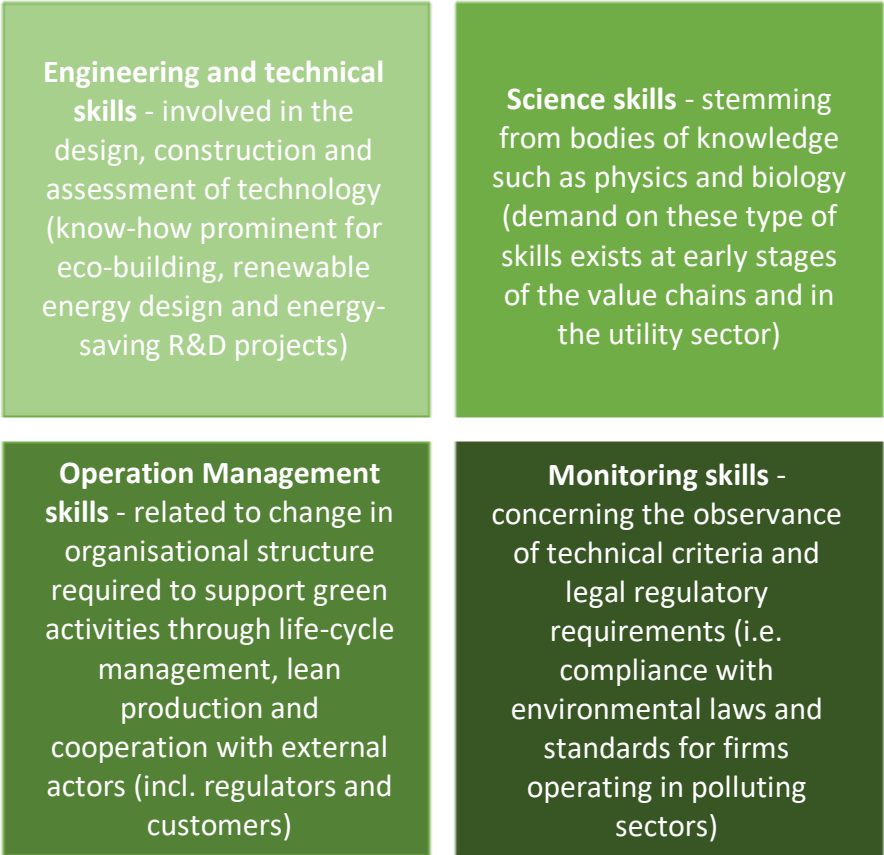 Engineering and technical
skills - involved in the
design, construction and
assessment of technology
(know-how prominent for
eco-building, renewable
energy design and energy-
saving R&D projects)
Science skills - stemming
from bodies of knowledge
such as physics and biology
(demand on these type of
skills exists at early stages
of the value chains and in
the utility sector)
Operation Management
skills - related to change in
organisational structure
required to support green
activities through life-cycle
management, lean
production and
cooperation with external
actors (incl. regulators and
customers)
Monitoring skills -
concerning the observance
of technical criteria and
legal regulatory
requirements (i.e.
compliance with
environmental laws and
standards for firms
operating in polluting
sectors)